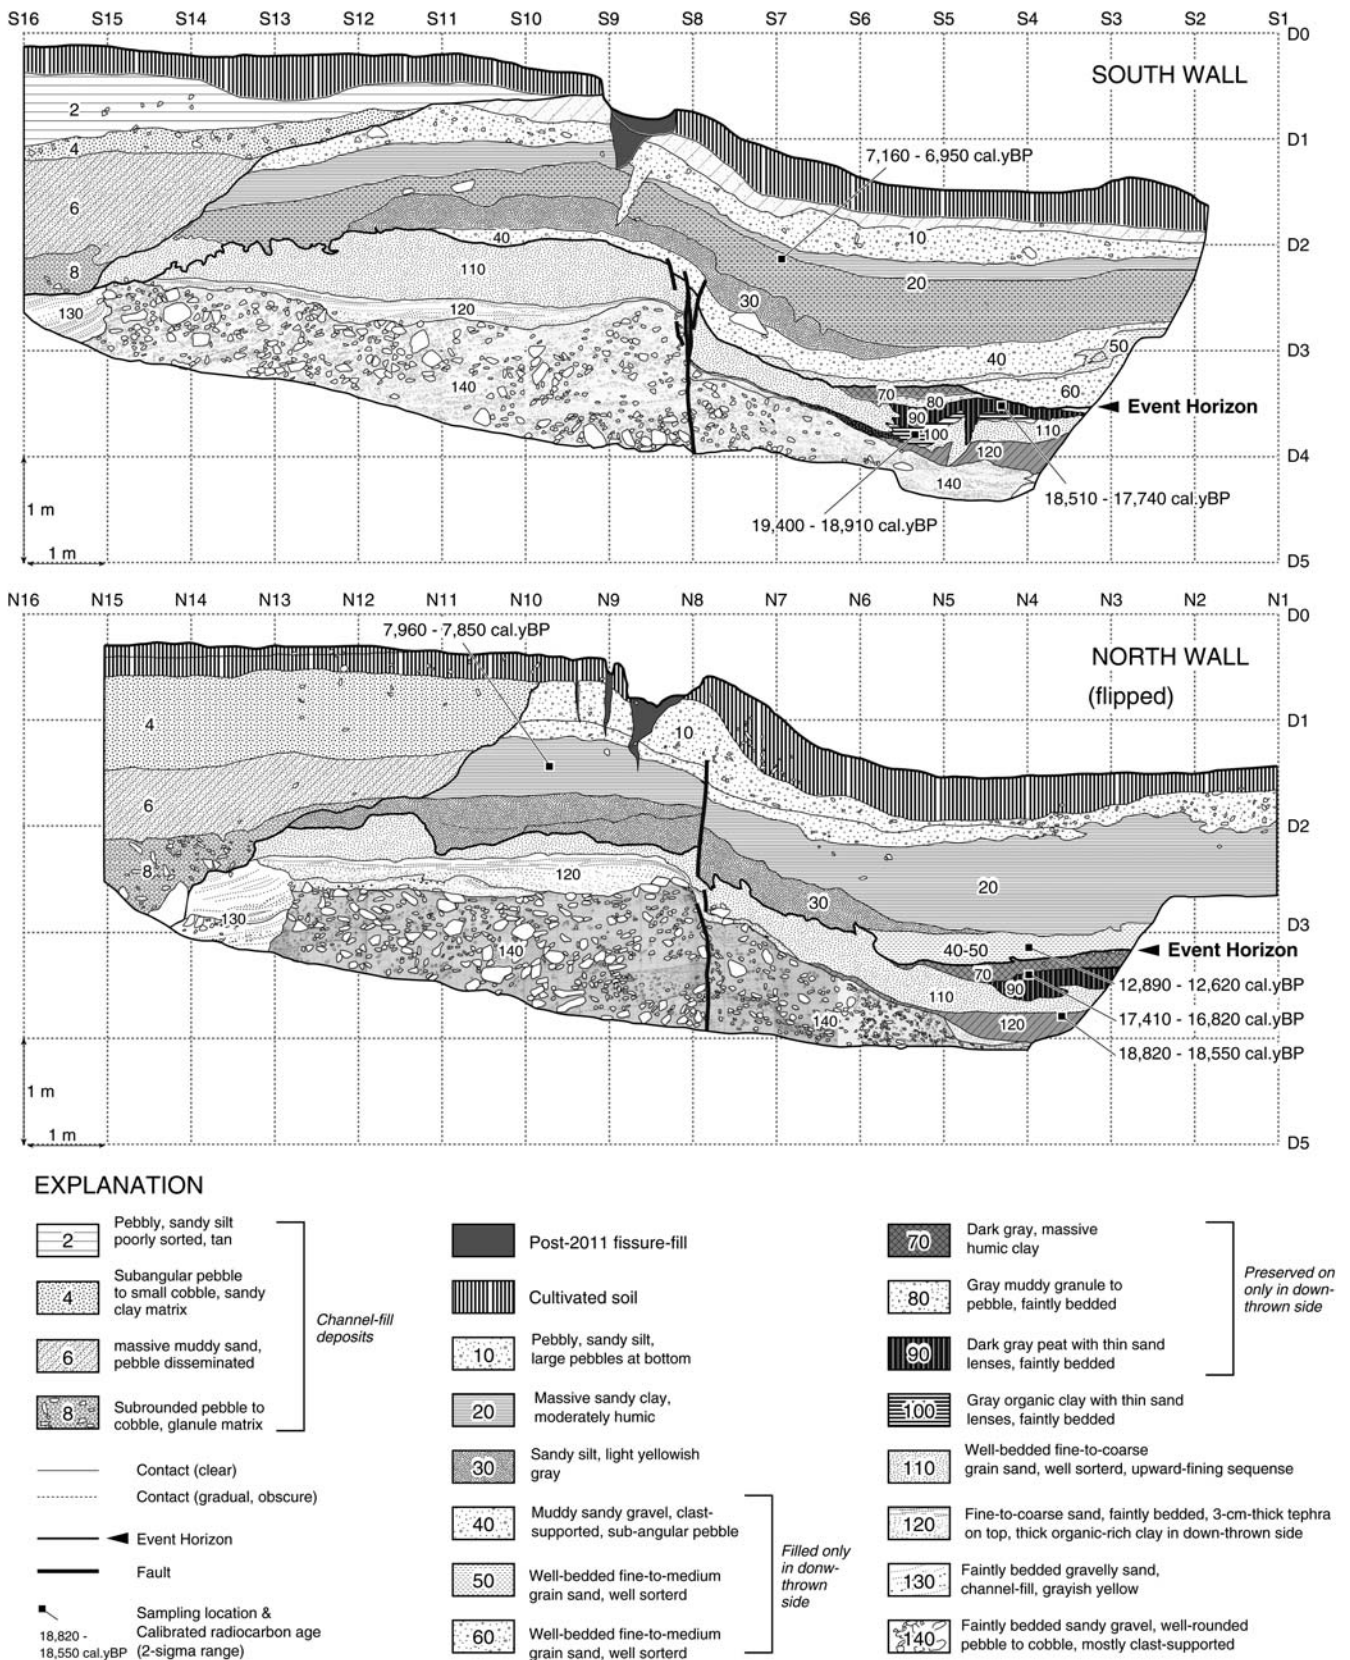 S16 S15 S14 S13 S12 S11 S10 S9 S8 S7 S6 S5 S4 S3 S2 S1
D0
SOUTH WALL
2
D1
7,160 - 6,950 cal.yBP
4
6
10
40
D2
8
110
20
30
130
120
50
40
D3
140
60
70
80
90
Event Horizon
100
110
120
D4
140
18,510 - 17,740 cal.yBP
1 m
19,400 - 18,910 cal.yBP
1 m
D5
N16 N15 N14 N13 N12 N11 N10 N9 N8 N7 N6 N5 N4 N3 N2 N1
D0
7,960 - 7,850 cal.yBP
NORTH WALL
(flipped)
4
D1
10
6
D2
8
120
20
30
130
D3
140
40-50
Event Horizon
70
90
12,890 - 12,620 cal.yBP
110
140
120
17,410 - 16,820 cal.yBP
D4
18,820 - 18,550 cal.yBP
1 m
1 m
D5
EXPLANATION
2
Pebbly, sandy silt
poorly sorted, tan
4
Subangular pebble
to small cobble, sandy
clay matrix
6
massive muddy sand,
pebble disseminated
8
Subrounded pebble to
cobble, glanule matrix
Channel-fill
deposits
Contact (clear)
Contact (gradual, obscure)
Event Horizon
Fault
18,820 -
18,550 cal.yBP
Sampling location &
Calibrated radiocarbon age
(2-sigma range)
Post-2011 fissure-fill
Cultivated soil
10
Pebbly, sandy silt,
large pebbles at bottom
20
Massive sandy clay,
moderately humic
30
Sandy silt, light yellowish
gray
40
Muddy sandy gravel, clast-
supported, sub-angular pebble
50
Well-bedded fine-to-medium
grain sand, well sorterd
60
Well-bedded fine-to-medium
grain sand, well sorterd
Filled only
in donw-
thrown
side
70
Dark gray, massive
humic clay
80
Gray muddy granule to
pebble, faintly bedded
90
Dark gray peat with thin sand
lenses, faintly bedded
Preserved on
only in down-
thrown side
100
Gray organic clay with thin sand
lenses, faintly bedded
110
Well-bedded fine-to-coarse
grain sand, well sorterd, upward-fining sequense
120
Fine-to-coarse sand, faintly bedded, 3-cm-thick tephra
on top, thick organic-rich clay in down-thrown side
130
Faintly bedded gravelly sand,
channel-fill, grayish yellow
140
Faintly bedded sandy gravel, well-rounded
pebble to cobble, mostly clast-supported